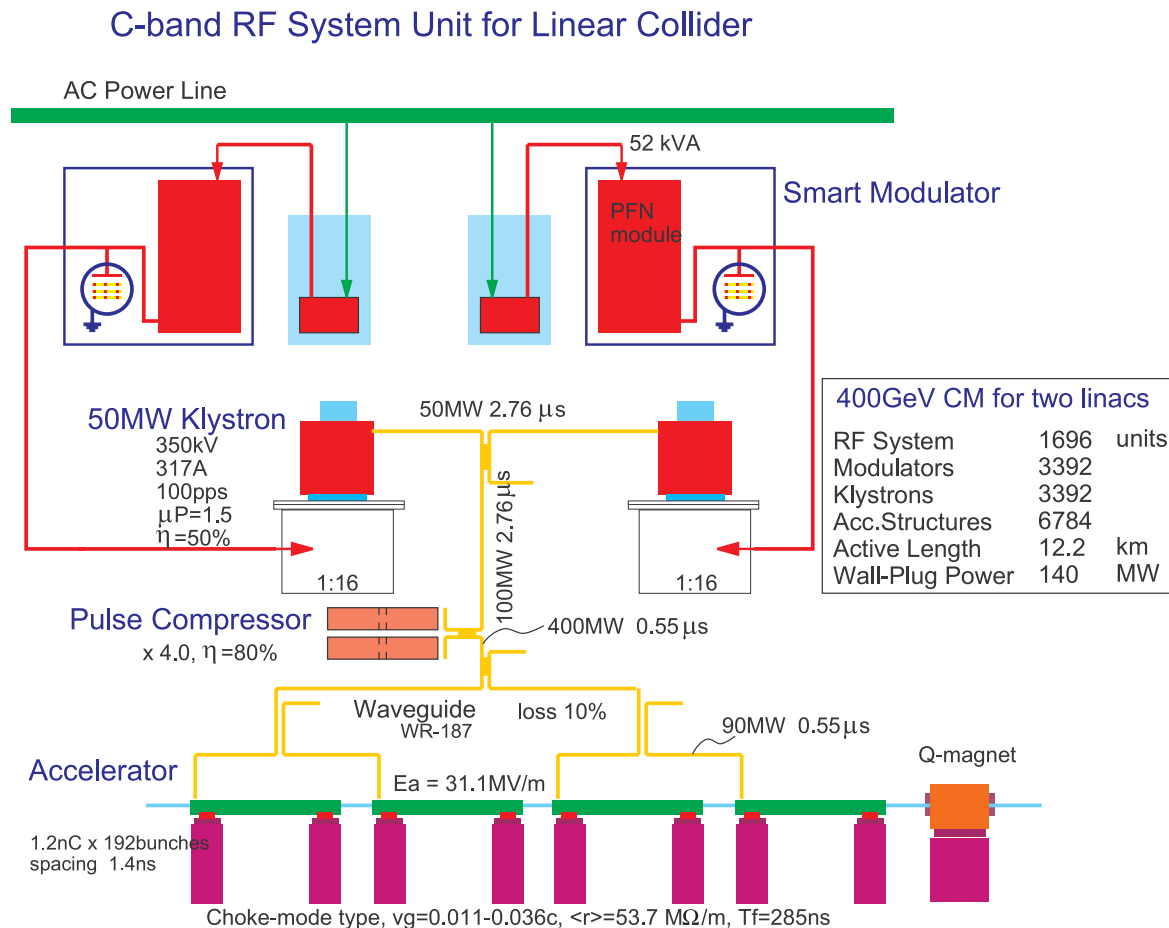 C-band RF System Unit for Linear Collider
AC Power Line
52 kVA
Smart Modulator
PFN
module
50MW Klystron
350kV
317A
100pps
μP=1.5
η=50%
50MW 2.76 μs
100MW 2.76 μs
1:16
1:16
400GeV CM for two linacs
RF System 1696 units
Modulators 3392
Klystrons 3392
Acc.Structures 6784
Active Length 12.2 km
Wall-Plug Power 140 MW
Pulse Compressor
x 4.0, η=80%
400MW 0.55μs
Waveguide
WR-187
loss 10%
90MW 0.55μs
Accelerator
Ea = 31.1MV/m
Q-magnet
1.2nC x 192bunches
spacing 1.4ns
Choke-mode type, vg=0.011-0.036c, <r>=53.7 MΩ/m, Tf=285ns